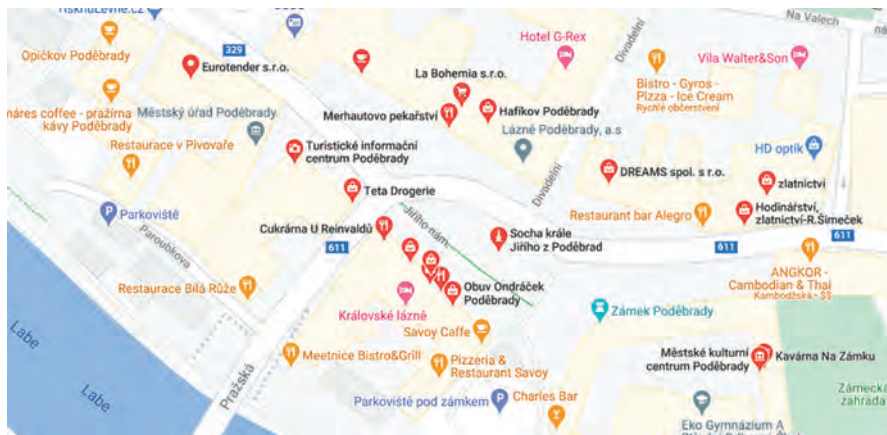 tisknulevne.cz
Na Valech
Hotel G-Rex
Divadelní
Opičkov Poděbrady
329
Eurotender s.r.o.
La Bohemia s.r.o.
Vila Walter&Son
Bistro - Gyros -
Pizza - Ice Cream
Rychlé občerstvení
máres coffee - pražírna
kávy Poděbrady
Městský úřad Poděbrady
Merhautovo pekařství
Hafíkov Poděbrady
Lázně Poděbrady, a.s
Restaurace v Pivovaře
Turistické informační
centrum Poděbrady
HD optik
DREAMS spol. s r.o.
zlatnictví
Teta Drogerie
Divadelní
Parkoviště
Paroubkova
Jiřího nám.
Cukrárna U Reinvaldů
Restaurant bar Alegro
Hodinářství,
zlatnictví-R.Šimeček
Socha krále
Jiřího z Poděbrad
611
611
611
Restaurace Bílá Růže
Obuv Ondráček
Poděbrady
ANGKOR -
Cambodian & Thai
Kambodžská • $$
Královské lázně
Zámek Poděbrady
Labe
Savoy Caffe
Meetnice Bistro&Grill
Pizzeria &
Restaurant Savoy
Městské kulturní
centrum Poděbrady
Kavárna Na Zámku
Labe
Pražská
Parkoviště pod zámkem
Charles Bar
Zámecká
zahrada
Eko Gymnázium A